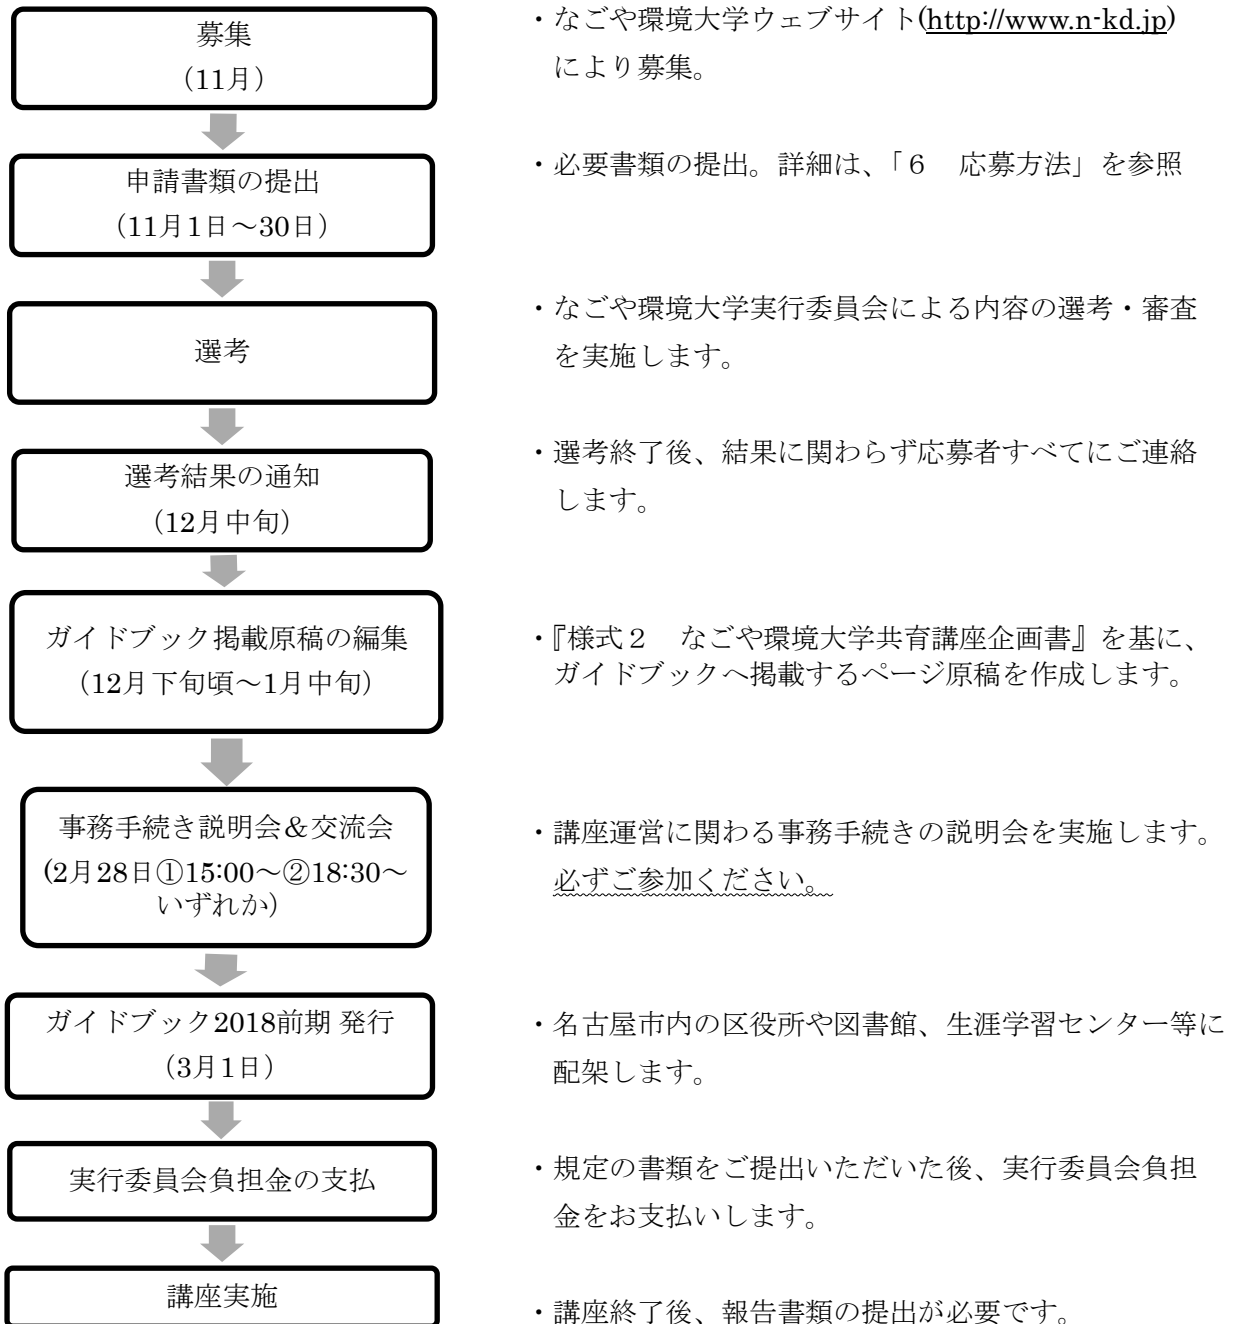 募集
（11月）
・なごや環境大学ウェブサイト(http://www.n-kd.jp)
により募集。
申請書類の提出
（11月1日～30日）
・必要書類の提出。詳細は、「６　応募方法」を参照
選考
・なごや環境大学実行委員会による内容の選考・審査
を実施します。
選考結果の通知
（12月中旬）
・選考終了後、結果に関わらず応募者すべてにご連絡
します。
ガイドブック掲載原稿の編集
（12月下旬頃～1月中旬）
・『様式２　なごや環境大学共育講座企画書』を基に、
ガイドブックへ掲載するページ原稿を作成します。
事務手続き説明会＆交流会
(2月28日①15:00～②18:30～
いずれか）
・講座運営に関わる事務手続きの説明会を実施します。
必ずご参加ください。
ガイドブック2018前期 発行
（3月1日）
・名古屋市内の区役所や図書館、生涯学習センター等に
配架します。
実行委員会負担金の支払
・規定の書類をご提出いただいた後、実行委員会負担
金をお支払いします。
講座実施
・講座終了後、報告書類の提出が必要です。